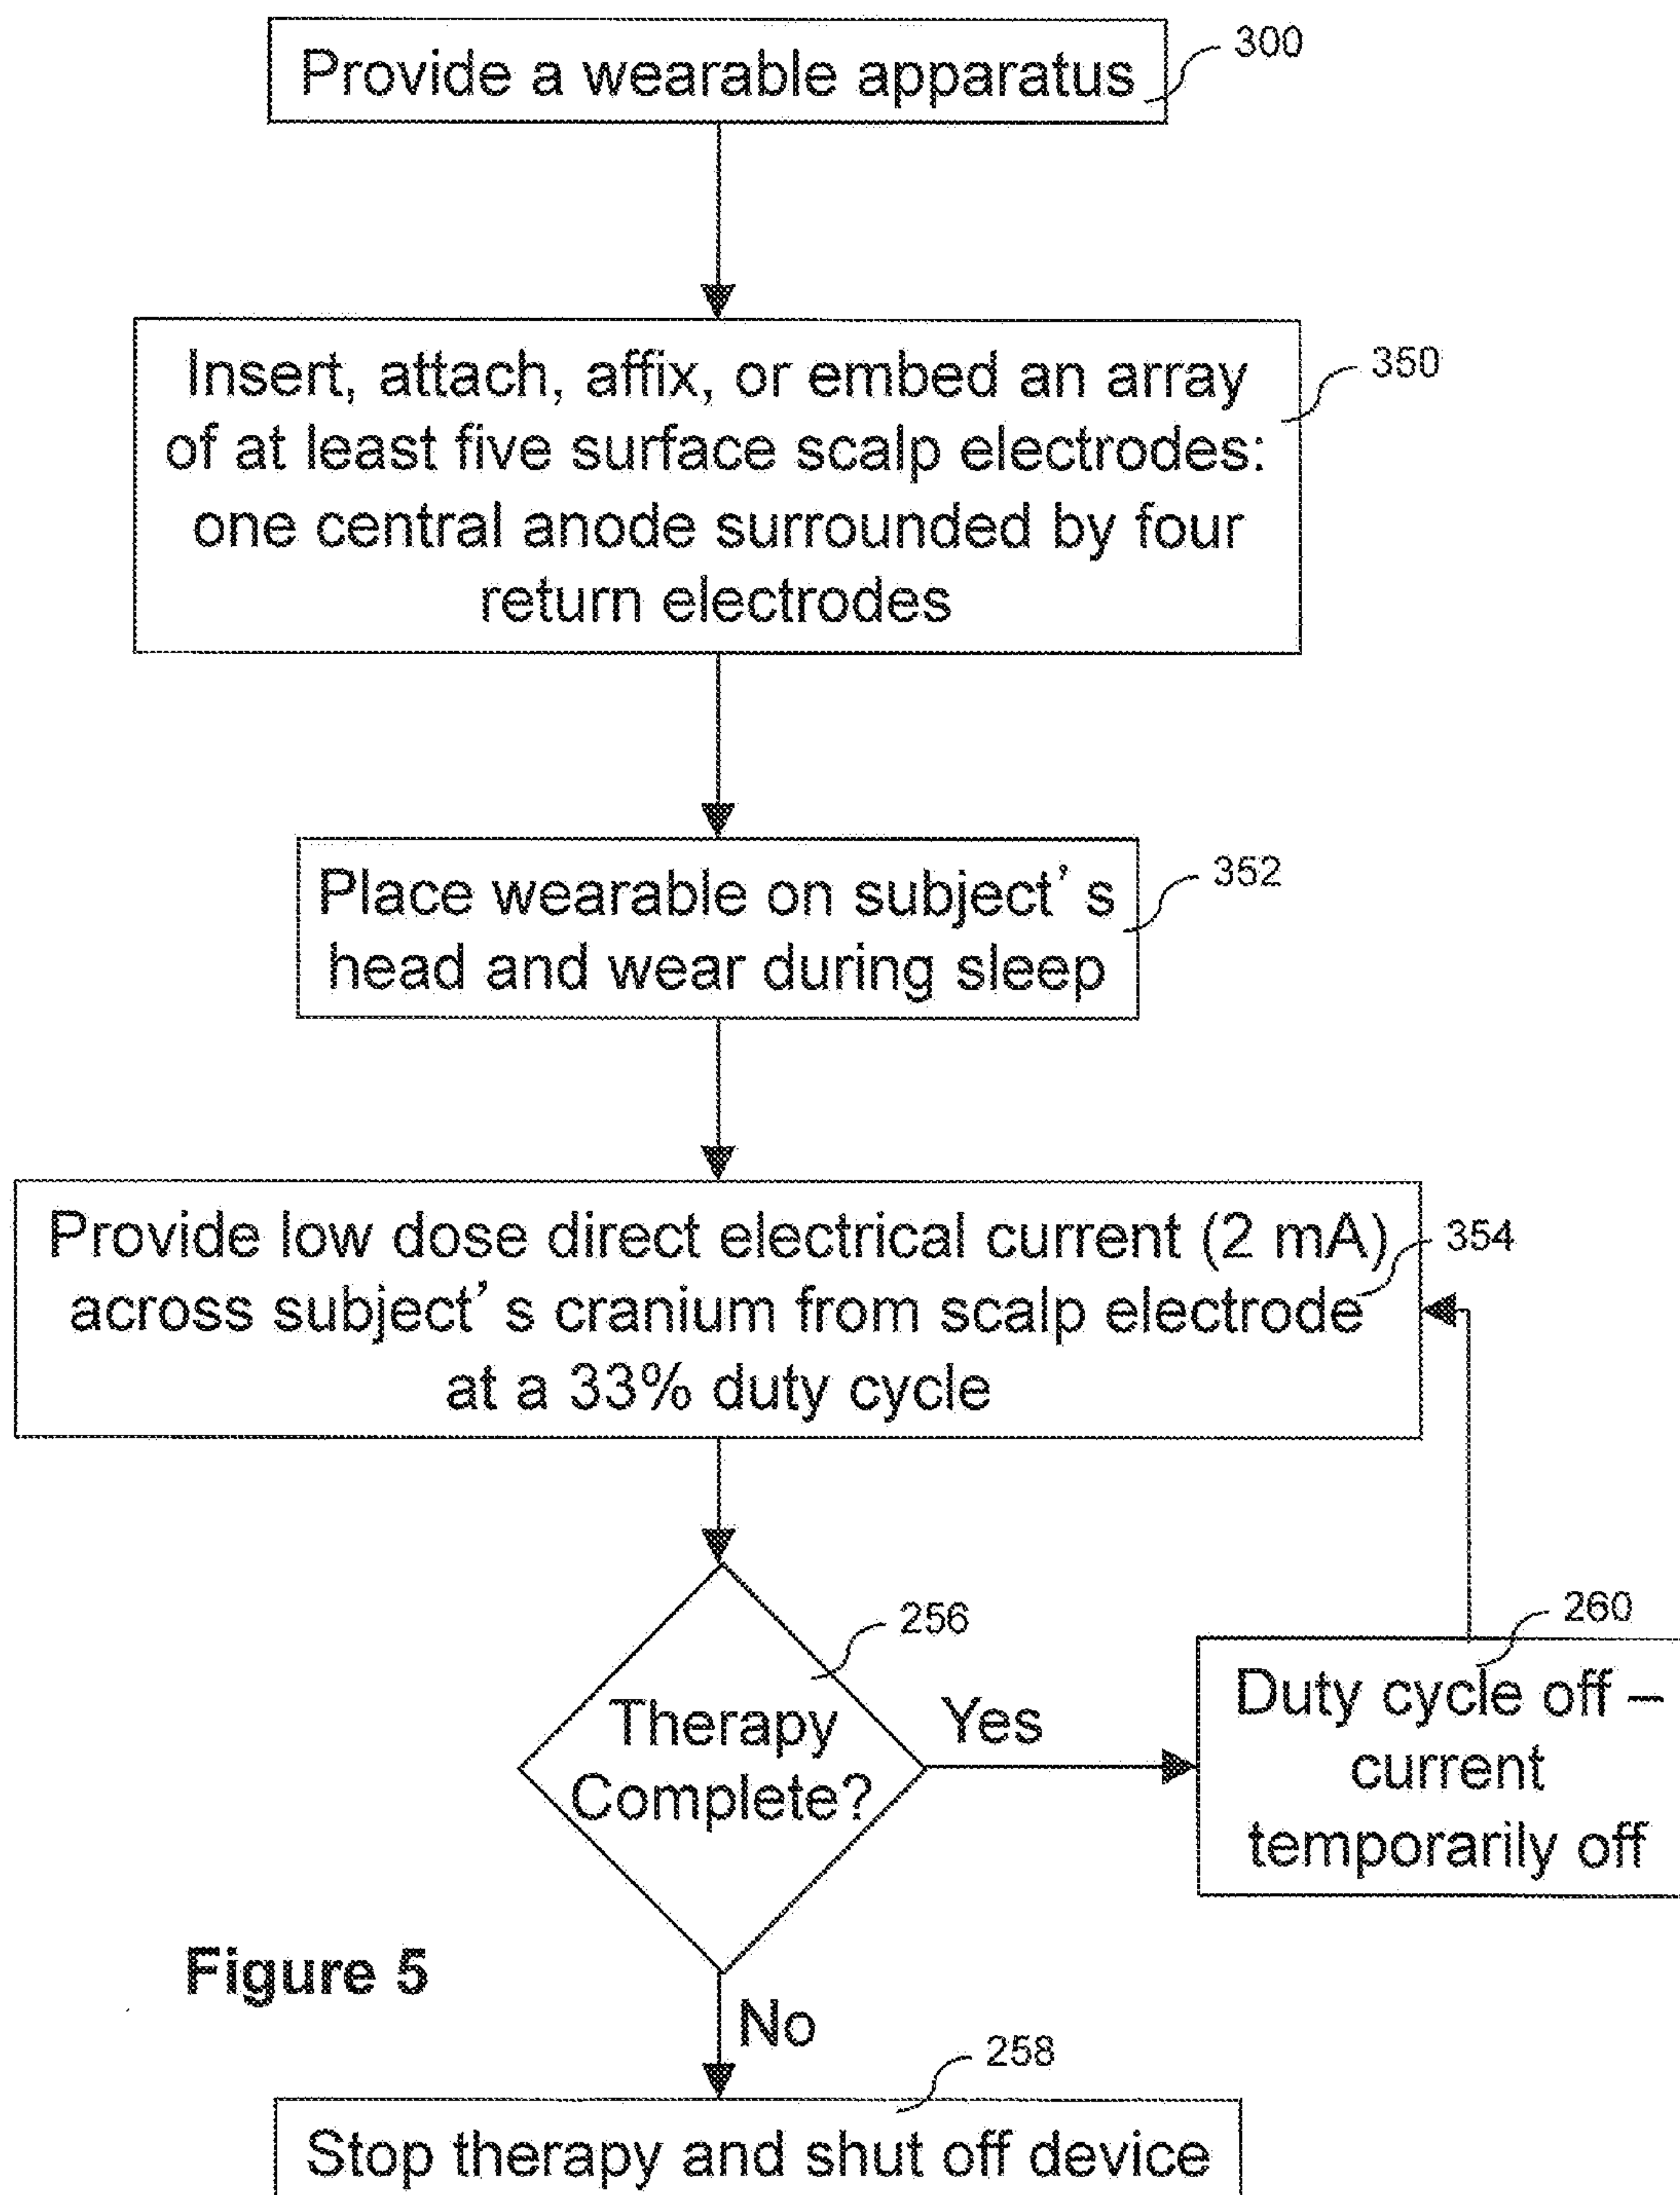 Provide a wearable apparatus
300
Insert, attach, affix, or embed an array
of at least five surface scalp electrodes:
one central anode surrounded by four
return electrodes
350
Place wearable on subject's
head and wear during sleep
352
Provide low dose direct electrical current (2 mA)
across subject's cranium from scalp electrode
at a 33% duty cycle
354
Therapy
Complete?
256
Yes
Duty cycle off –
current
temporarily off
260
No
Figure 5
Stop therapy and shut off device
258